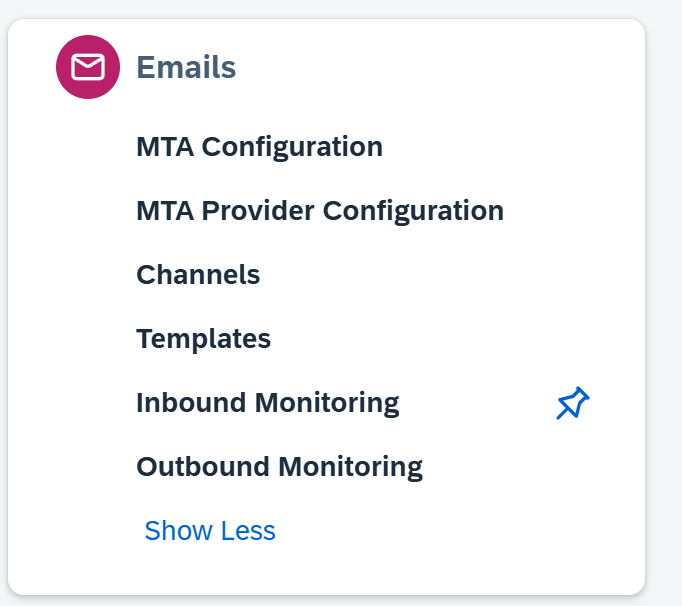 Emails
MTA Configuration
MTA Provider Configuration
Channels
Templates
Inbound Monitoring
Outbound Monitoring
Show Less